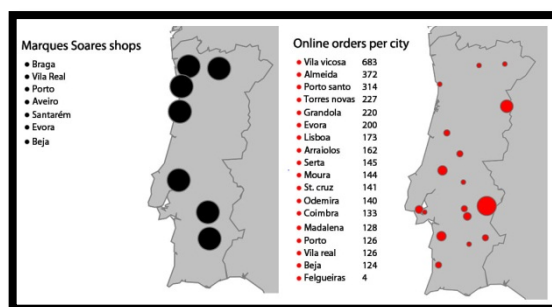 Marques Soares shops
Braga
Vila Real
Porto
Aveiro
Santarém
Evora
Beja
Online orders per city
Vila vicosa 683
Almeida 372
Porto santo 314
Torres novas 227
Grandola 220
Evora 200
Lisboa 173
Arraiolos 162
Serta 145
Moura 144
St. cruz 141
Odemira 140
Coimbra 133
Madalena 128
Porto 126
Vila real 126
Beja 124
Felgueiras 4